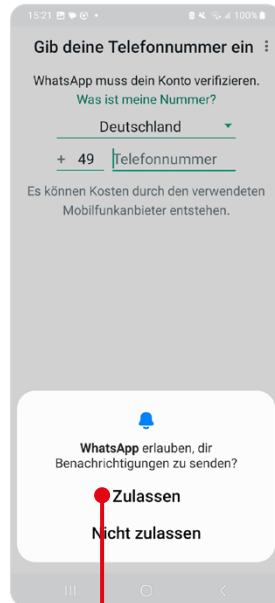 15:21 100%
Gib deine Telefonnummer ein
WhatsApp muss dein Konto verifizieren.
Was ist meine Nummer?
Deutschland
+ 49 Telefonnummer
Es können Kosten durch den verwendeten
Mobilfunkanbieter entstehen.
WhatsApp erlauben, dir
Benachrichtigungen zu senden?
Zulassen
Nicht zulassen